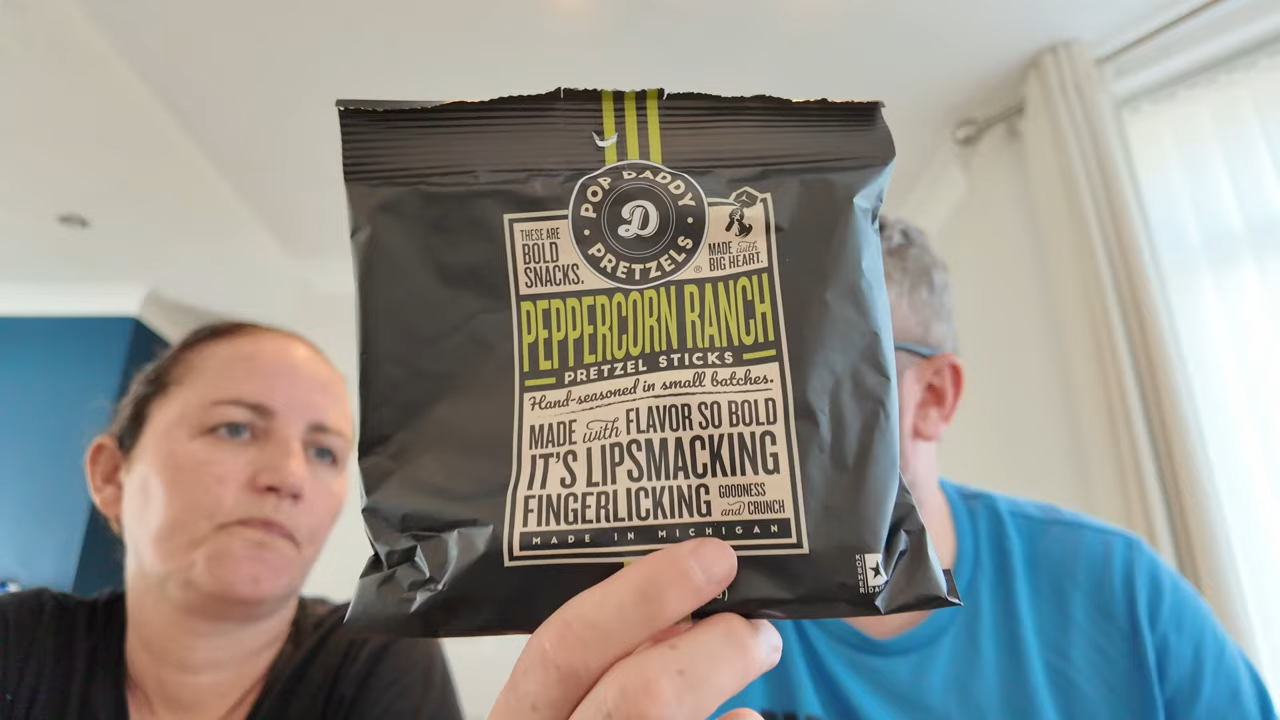 POP DADDY
D
PRETZELS
®
THESE ARE
BOLD
SNACKS.
MADE with
BIG HEART.
PEPPERCORN RANCH
PRETZEL STICKS
Hand-seasoned in small batches.
MADE with FLAVOR SO BOLD
IT'S LIPSMACKING
FINGERLICKING GOODNESS
and CRUNCH
MADE IN MICHIGAN
KOSHER